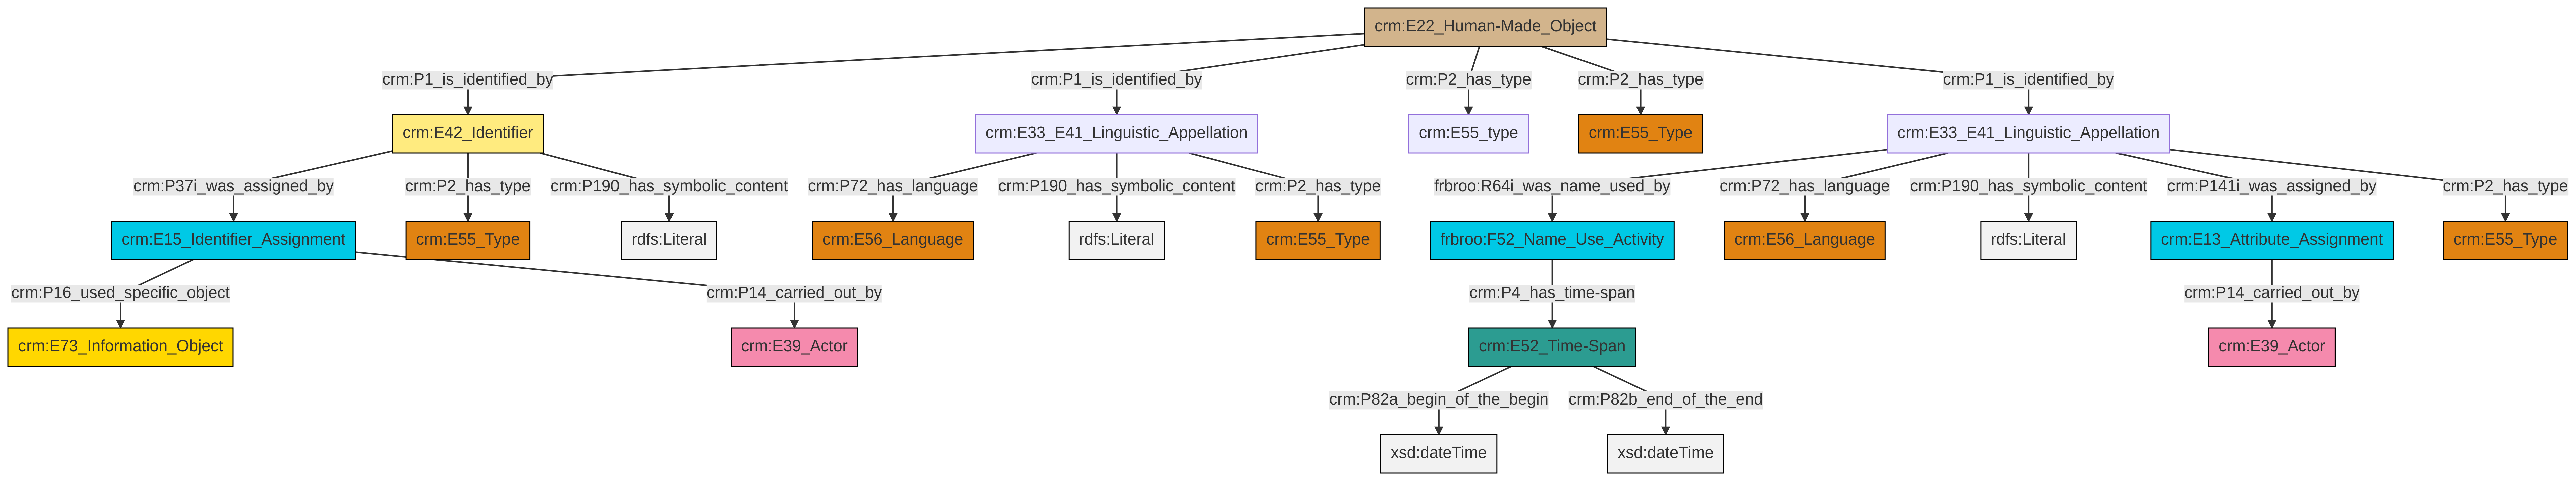 crm:E22_Human-Made_Object
crm:P1_is_identified_by
crm:P1_is_identified_by
crm:P2_has_type
crm:P2_has_type
crm:P1_is_identified_by
crm:E42_Identifier
crm:E33_E41_Linguistic_Appellation
crm:E55_type
crm:E55_Type
crm:E33_E41_Linguistic_Appellation
crm:P37i_was_assigned_by
crm:P2_has_type
crm:P190_has_symbolic_content
crm:P72_has_language
crm:P190_has_symbolic_content
crm:P2_has_type
frbroo:R64i_was_name_used_by
crm:P72_has_language
crm:P190_has_symbolic_content
crm:P141i_was_assigned_by
crm:P2_has_type
crm:E15_Identifier_Assignment
crm:E55_Type
rdfs:Literal
crm:E56_Language
rdfs:Literal
crm:E55_Type
frbroo:F52_Name_Use_Activity
crm:E56_Language
rdfs:Literal
crm:E13_Attribute_Assignment
crm:E55_Type
crm:P16_used_specific_object
crm:P14_carried_out_by
crm:P4_has_time-span
crm:P14_carried_out_by
crm:E73_Information_Object
crm:E39_Actor
crm:E52_Time-Span
crm:E39_Actor
crm:P82a_begin_of_the_begin
crm:P82b_end_of_the_end
xsd:dateTime
xsd:dateTime